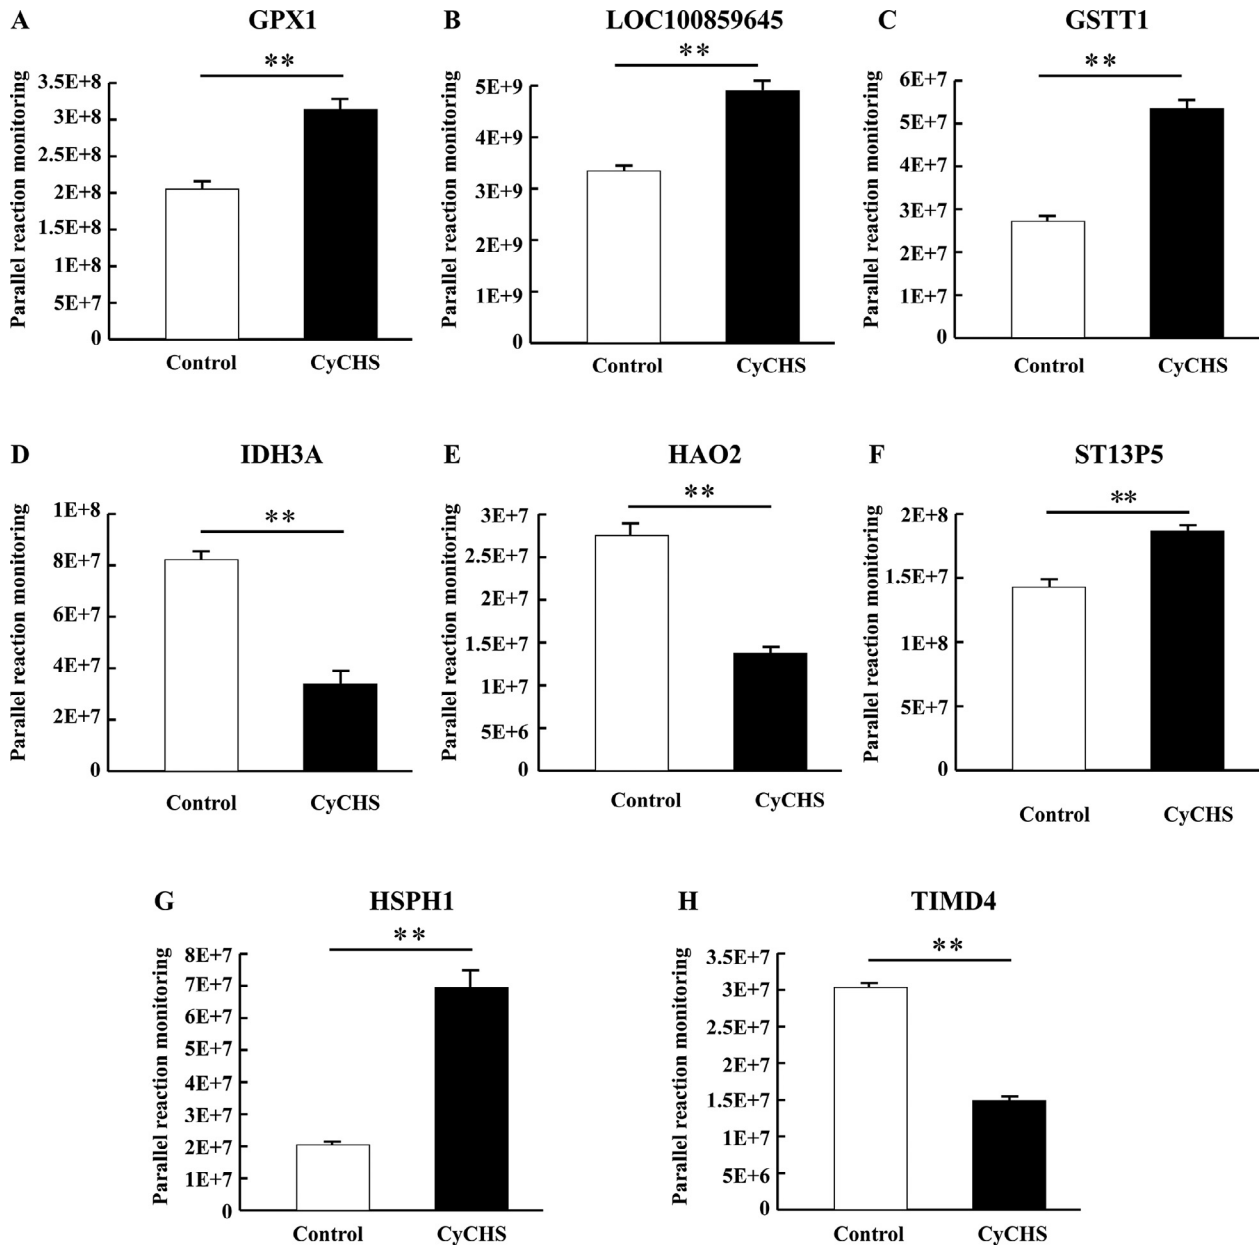 A GPX1
**
Parallel reaction monitoring
3.5E+8
3E+8
2.5E+8
2E+8
1.5E+8
1E+8
5E+7
0
Control CyCHS
B LOC100859645
**
Parallel reaction monitoring
5E+9
4E+9
3E+9
2E+9
1E+9
0
Control CyCHS
C GSTT1
**
Parallel reaction monitoring
6E+7
5E+7
4E+7
3E+7
2E+7
1E+7
0
Control CyCHS
D IDH3A
**
Parallel reaction monitoring
1E+8
8E+7
6E+7
4E+7
2E+7
0
Control CyCHS
E HAO2
**
Parallel reaction monitoring
3E+7
2.5E+7
2E+7
1.5E+7
1E+7
5E+6
0
Control CyCHS
F ST13P5
**
Parallel reaction monitoring
2E+8
1.5E+7
1E+8
5E+7
0
Control CyCHS
G HSPH1
**
Parallel reaction monitoring
8E+7
7E+7
6E+7
5E+7
4E+7
3E+7
2E+7
1E+7
0
Control CyCHS
H TIMD4
**
Parallel reaction monitoring
3.5E+7
3E+7
2.5E+7
2E+7
1.5E+7
1E+7
5E+6
0
Control CyCHS